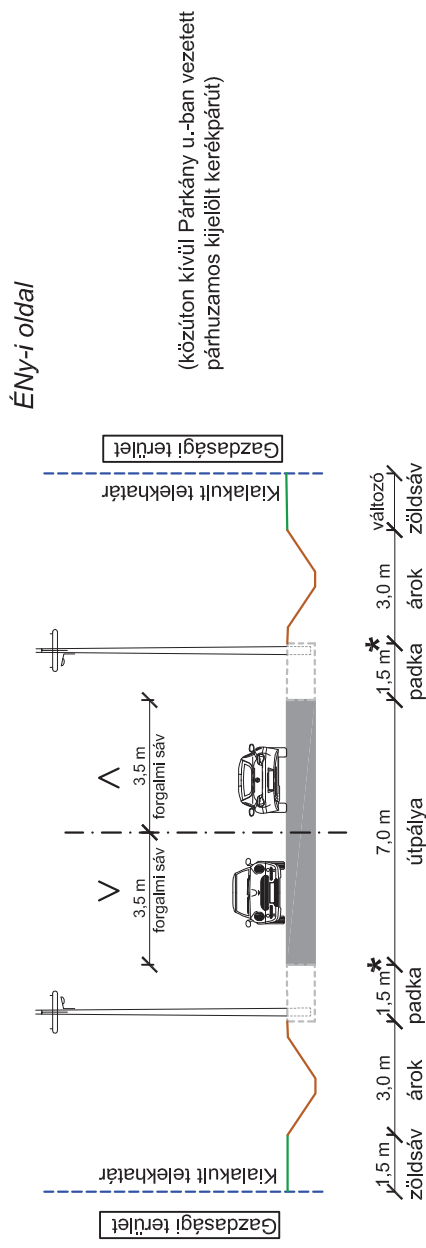 ÉNy-i oldal
(közúton kívül Párkány u.-ban vezetett
párhuzamos kijelölt kerékpárút)
Gazdasági terület
Kialakult telekhatár
Kialakult telekhatár
Gazdasági terület
3,5 m
forgalmi sáv
3,5 m
forgalmi sáv
1,5 m
zöldsáv
3,0 m
árok
1,5 m*
padka
7,0 m
útpálya
1,5 m*
padka
3,0 m
árok
változó
zöldsáv